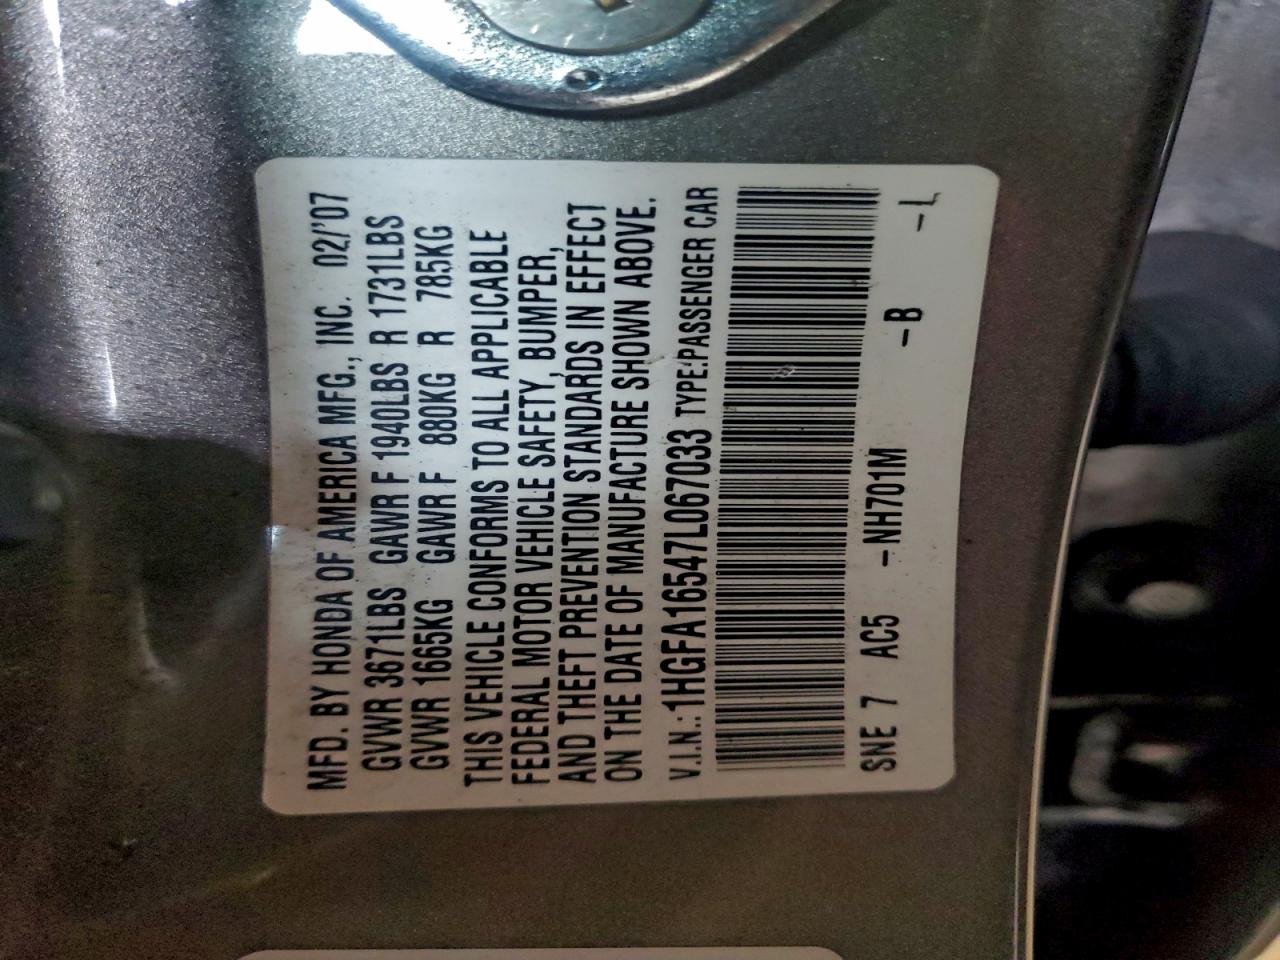 MFD. BY HONDA OF AMERICA MFG., INC. 02/'07
GVWR 3671LBS GAWR F 1940LBS R 1731LBS
GVWR 1665KG GAWR F 880KG R 785KG
THIS VEHICLE CONFORMS TO ALL APPLICABLE
FEDERAL MOTOR VEHICLE SAFETY, BUMPER,
AND THEFT PREVENTION STANDARDS IN EFFECT
ON THE DATE OF MANUFACTURE SHOWN ABOVE.
V.I.N.: 1HGFA16547L067033 TYPE:PASSENGER CAR
SNE 7 AC5 -NH701M -B -L